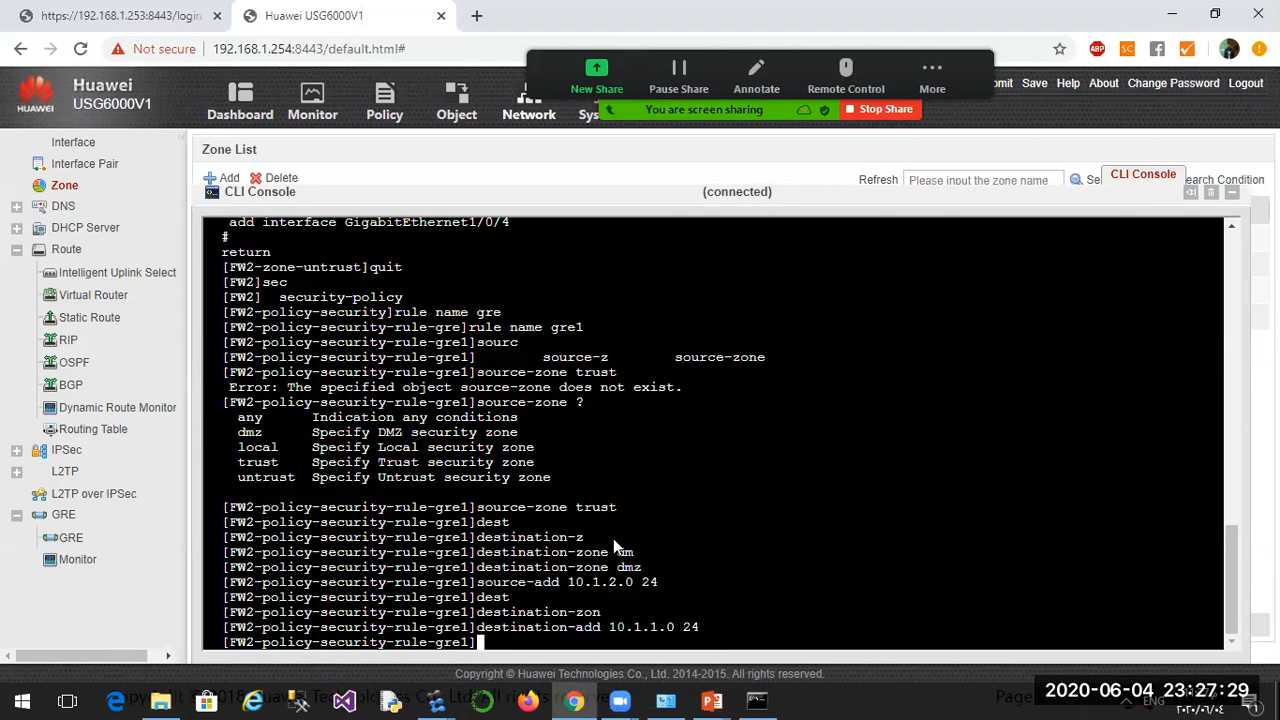 https://192.168.1.253:8443/login
Huawei USG6000V1
Not secure
192.168.1.254:8443/default.html#
ABP
SC
HUAWEI
Huawei
USG6000V1
Dashboard
Monitor
Policy
Object
Network
Sys
New Share
Pause Share
Annotate
Remote Control
More
You are screen sharing
Stop Share
mmit Save Help About Change Password Logout
Interface
Interface Pair
Zone
DNS
DHCP Server
Route
Intelligent Uplink Select
Virtual Router
Static Route
RIP
OSPF
BGP
Dynamic Route Monitor
Routing Table
IPSec
L2TP
L2TP over IPSec
GRE
GRE
Monitor
Zone List
Add Delete
Refresh Please input the zone name Se
CLI Console
earch Condition
CLI Console (connected)
add interface GigabitEthernet1/0/4
#
return
[FW2-zone-untrust]quit
[FW2]sec
[FW2] security-policy
[FW2-policy-security]rule name gre
[FW2-policy-security-rule-gre]rule name gre1
[FW2-policy-security-rule-gre1]sourc
[FW2-policy-security-rule-gre1] source-z source-zone
[FW2-policy-security-rule-gre1]source-zone trust
Error: The specified object source-zone does not exist.
[FW2-policy-security-rule-gre1]source-zone ?
any Indication any conditions
dmz Specify DMZ security zone
local Specify Local security zone
trust Specify Trust security zone
untrust Specify Untrust security zone
[FW2-policy-security-rule-gre1]source-zone trust
[FW2-policy-security-rule-gre1]dest
[FW2-policy-security-rule-gre1]destination-z
[FW2-policy-security-rule-gre1]destination-zone dm
[FW2-policy-security-rule-gre1]destination-zone dmz
[FW2-policy-security-rule-gre1]source-add 10.1.2.0 24
[FW2-policy-security-rule-gre1]dest
[FW2-policy-security-rule-gre1]destination-zon
[FW2-policy-security-rule-gre1]destination-add 10.1.1.0 24
[FW2-policy-security-rule-gre1]
Copyright © Huawei Technologies Co., Ltd. 2014-2015. All rights reserved.
2020-06-04 23:27:29
٢٠٢٠/٠٦/٠٤